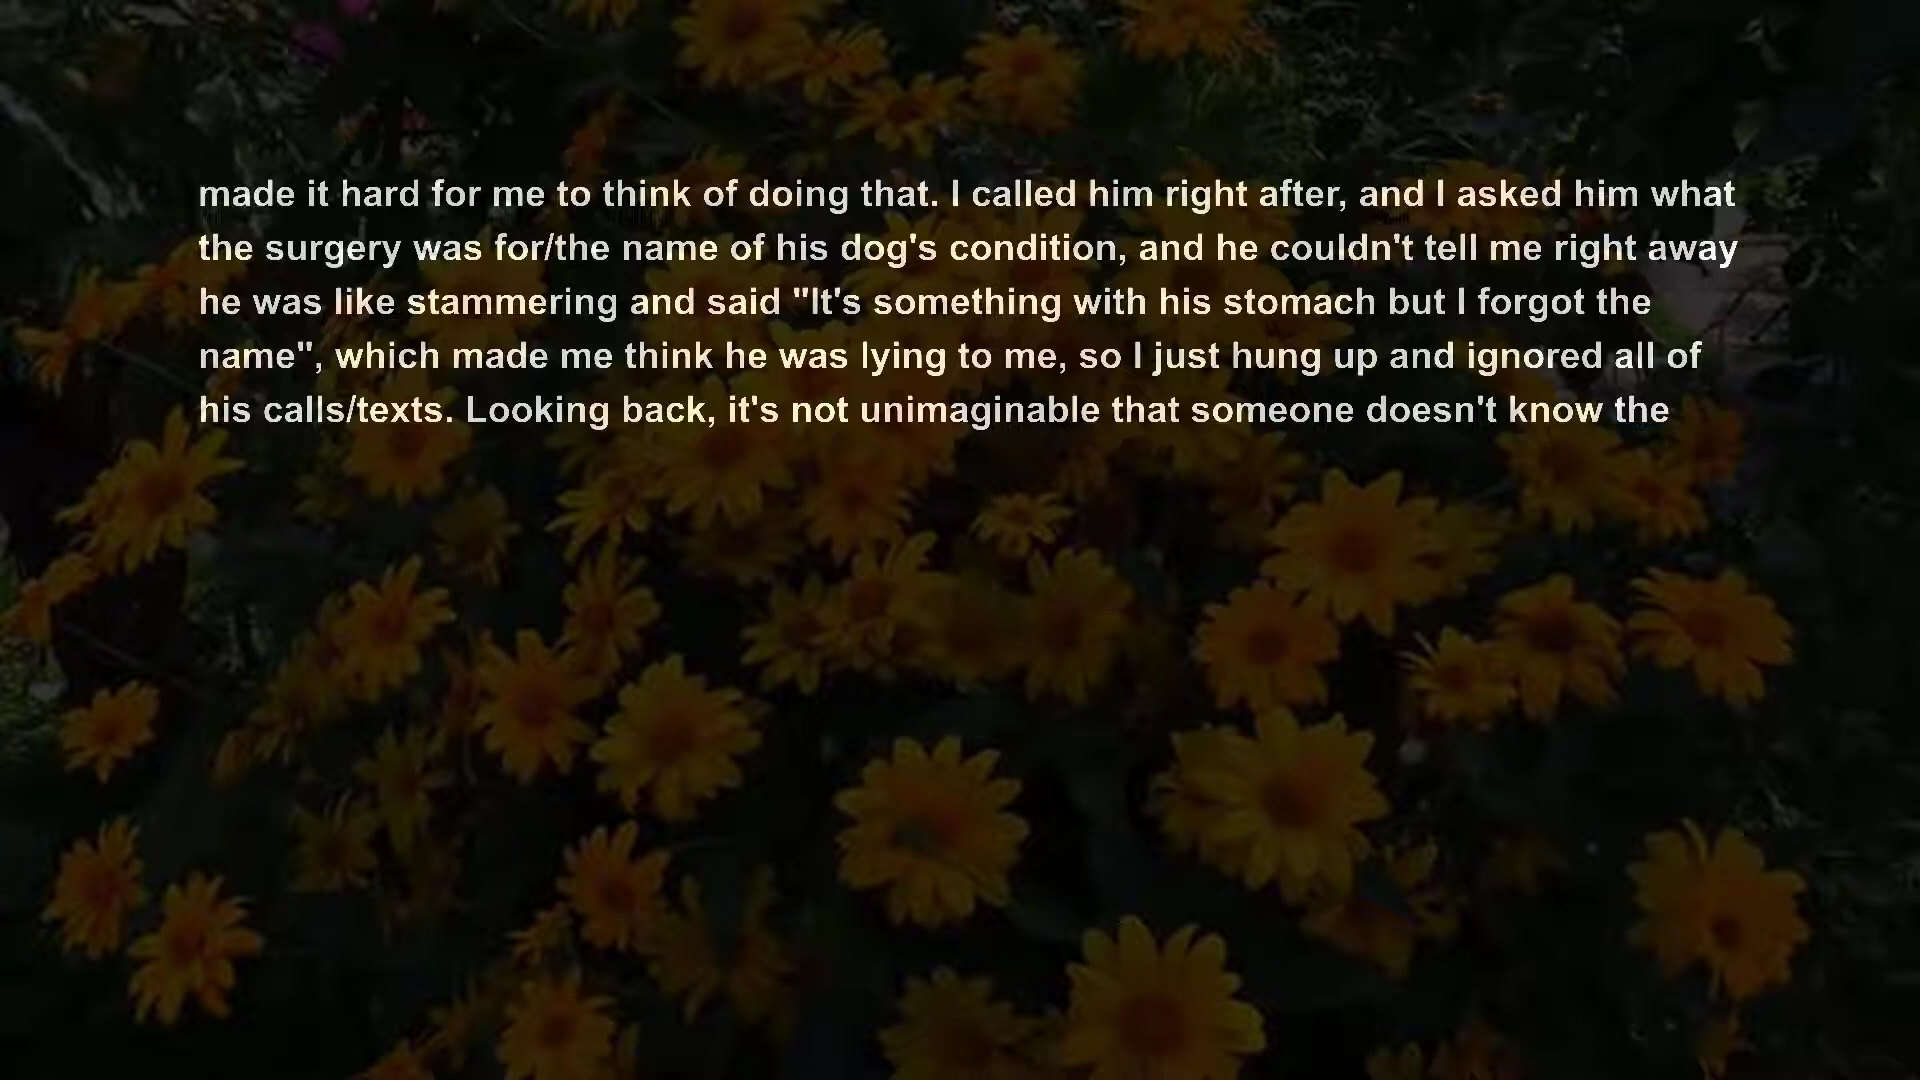 made it hard for me to think of doing that. I called him right after, and I asked him what
the surgery was for/the name of his dog's condition, and he couldn't tell me right away
he was like stammering and said "It's something with his stomach but I forgot the
name", which made me think he was lying to me, so I just hung up and ignored all of
his calls/texts. Looking back, it's not unimaginable that someone doesn't know the